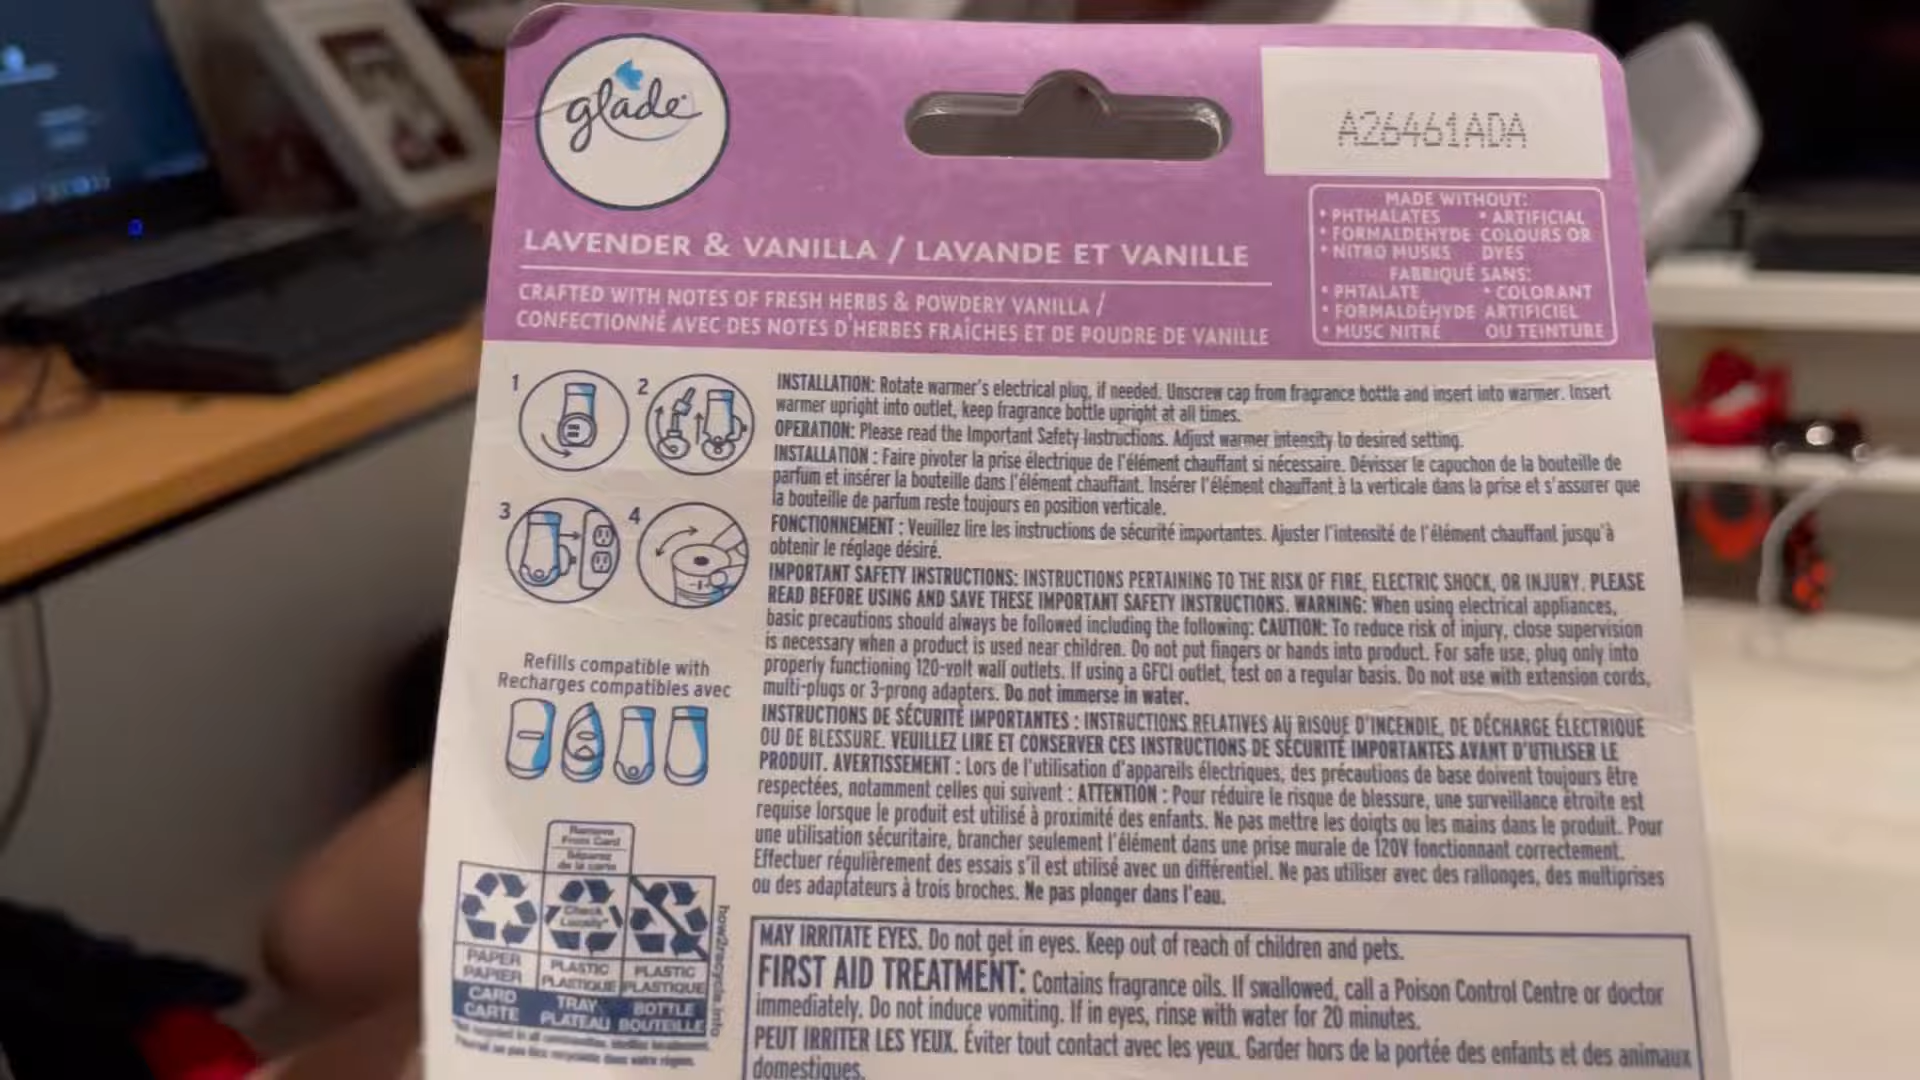 glade
A26461ADA
MADE WITHOUT:
• PHTHALATES • ARTIFICIAL
• FORMALDEHYDE COLOURS OR
• NITRO MUSKS DYES
FABRIQUÉ SANS:
• PHTALATE • COLORANT
• FORMALDÉHYDE ARTIFICIEL
• MUSC NITRÉ OU TEINTURE
LAVENDER & VANILLA / LAVANDE ET VANILLE
CRAFTED WITH NOTES OF FRESH HERBS & POWDERY VANILLA /
CONFECTIONNÉ AVEC DES NOTES D'HERBES FRAÎCHES ET DE POUDRE DE VANILLE
1
2
3
4
INSTALLATION: Rotate warmer's electrical plug, if needed. Unscrew cap from fragrance bottle and insert into warmer. Insert
warmer upright into outlet, keep fragrance bottle upright at all times.
OPERATION: Please read the Important Safety Instructions. Adjust warmer intensity to desired setting.
INSTALLATION : Faire pivoter la prise électrique de l'élément chauffant si nécessaire. Dévisser le capuchon de la bouteille de
parfum et insérer la bouteille dans l'élément chauffant. Insérer l'élément chauffant à la verticale dans la prise et s'assurer que
la bouteille de parfum reste toujours en position verticale.
FONCTIONNEMENT : Veuillez lire les instructions de sécurité importantes. Ajuster l'intensité de l'élément chauffant jusqu'à
obtenir le réglage désiré.
IMPORTANT SAFETY INSTRUCTIONS: INSTRUCTIONS PERTAINING TO THE RISK OF FIRE, ELECTRIC SHOCK, OR INJURY. PLEASE
READ BEFORE USING AND SAVE THESE IMPORTANT SAFETY INSTRUCTIONS. WARNING: When using electrical appliances,
basic precautions should always be followed including the following: CAUTION: To reduce risk of injury, close supervision
is necessary when a product is used near children. Do not put fingers or hands into product. For safe use, plug only into
properly functioning 120-volt wall outlets. If using a GFCI outlet, test on a regular basis. Do not use with extension cords,
multi-plugs or 3-prong adapters. Do not immerse in water.
INSTRUCTIONS DE SÉCURITÉ IMPORTANTES : INSTRUCTIONS RELATIVES AU RISQUE D'INCENDIE, DE DÉCHARGE ÉLECTRIQUE
OU DE BLESSURE. VEUILLEZ LIRE ET CONSERVER CES INSTRUCTIONS DE SÉCURITÉ IMPORTANTES AVANT D'UTILISER LE
PRODUIT. AVERTISSEMENT : Lors de l'utilisation d'appareils électriques, des précautions de base doivent toujours être
respectées, notamment celles qui suivent : ATTENTION : Pour réduire le risque de blessure, une surveillance étroite est
requise lorsque le produit est utilisé à proximité des enfants. Ne pas mettre les doigts ou les mains dans le produit. Pour
une utilisation sécuritaire, brancher seulement l'élément dans une prise murale de 120V fonctionnant correctement.
Effectuer régulièrement des essais s'il est utilisé avec un différentiel. Ne pas utiliser avec des rallonges, des multiprises
ou des adaptateurs à trois broches. Ne pas plonger dans l'eau.
Refills compatible with
Recharges compatibles avec
Remove
From Card
Séparez
de la carte
Check
Locally*
PAPER
PAPIER
PLASTIC
PLASTIQUE
PLASTIC
PLASTIQUE
CARD
CARTE
TRAY
PLATEAU
BOTTLE
BOUTEILLE
how2recycle.info
MAY IRRITATE EYES. Do not get in eyes. Keep out of reach of children and pets.
FIRST AID TREATMENT: Contains fragrance oils. If swallowed, call a Poison Control Centre or doctor
immediately. Do not induce vomiting. If in eyes, rinse with water for 20 minutes.
PEUT IRRITER LES YEUX. Éviter tout contact avec les yeux. Garder hors de la portée des enfants et des animaux
domestiques.